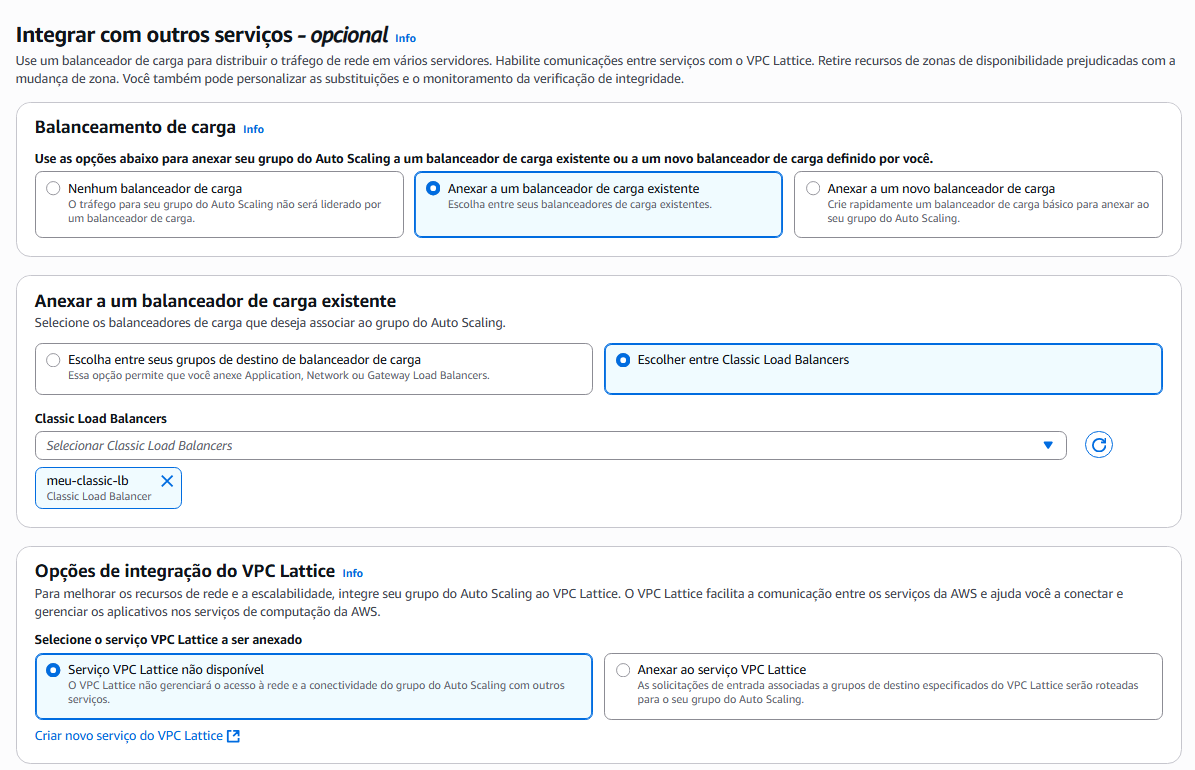 Integrar com outros serviços - opcional Info
Use um balanceador de carga para distribuir o tráfego de rede em vários servidores. Habilite comunicações entre serviços com o VPC Lattice. Retire recursos de zonas de disponibilidade prejudicadas com a
mudança de zona. Você também pode personalizar as substituições e o monitoramento da verificação de integridade.
Balanceamento de carga Info
Use as opções abaixo para anexar seu grupo do Auto Scaling a um balanceador de carga existente ou a um novo balanceador de carga definido por você.
Nenhum balanceador de carga
O tráfego para seu grupo do Auto Scaling não será liderado por
um balanceador de carga.
Anexar a um balanceador de carga existente
Escolha entre seus balanceadores de carga existentes.
Anexar a um novo balanceador de carga
Crie rapidamente um balanceador de carga básico para anexar ao
seu grupo do Auto Scaling.
Anexar a um balanceador de carga existente
Selecione os balanceadores de carga que deseja associar ao grupo do Auto Scaling.
Escolha entre seus grupos de destino de balanceador de carga
Essa opção permite que você anexe Application, Network ou Gateway Load Balancers.
Escolher entre Classic Load Balancers
Classic Load Balancers
Selecionar Classic Load Balancers
meu-classic-lb
Classic Load Balancer
Opções de integração do VPC Lattice Info
Para melhorar os recursos de rede e a escalabilidade, integre seu grupo do Auto Scaling ao VPC Lattice. O VPC Lattice facilita a comunicação entre os serviços da AWS e ajuda você a conectar e
gerenciar os aplicativos nos serviços de computação da AWS.
Selecione o serviço VPC Lattice a ser anexado
Serviço VPC Lattice não disponível
O VPC Lattice não gerenciará o acesso à rede e a conectividade do grupo do Auto Scaling com outros
serviços.
Anexar ao serviço VPC Lattice
As solicitações de entrada associadas a grupos de destino especificados do VPC Lattice serão roteadas
para o seu grupo do Auto Scaling.
Criar novo serviço do VPC Lattice